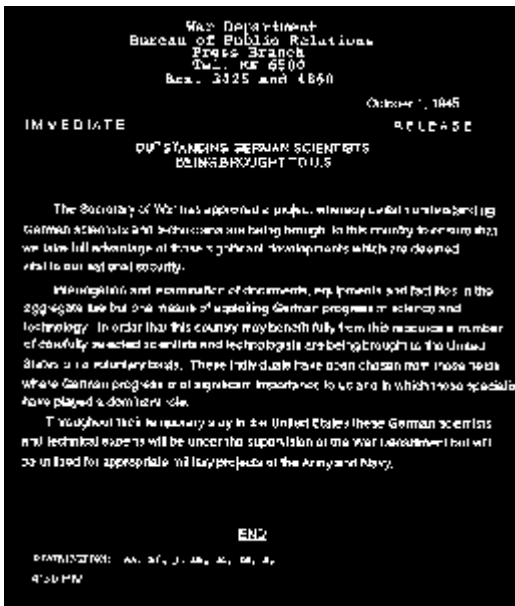 War Department
Bureau of Public Relations
Press Branch
Tel. RE 6500
Brs. 3425 and 4860
October 1, 1945
IMMEDIATE RELEASE
OUTSTANDING GERMAN SCIENTISTS
BEING BROUGHT TO U.S
The Secretary of War has approved a project whereby certain understanding
German scientists and technicians are being brought to this country to ensure that
we take full advantage of those significant developments which are deemed
vital to our national security.
Interrogation and examination of documents, equipments and facilities in the
aggregate are but one means of exploiting German progress in science and
technology. In order that this country may benefit fully from this resource a number
of carefully selected scientists and technologists are being brought to the United
States on a voluntary basis. These individuals have been chosen from those fields
where German progress is of significant importance to us and in which those specialis
have played a dominant role.
Throughout their temporary stay in the United States these German scientists
and technical experts will be under the supervision of the War Department but will
be utilized for appropriate military projects of the Army and Navy.
END
DISTRIBUTION:
4:30 PM